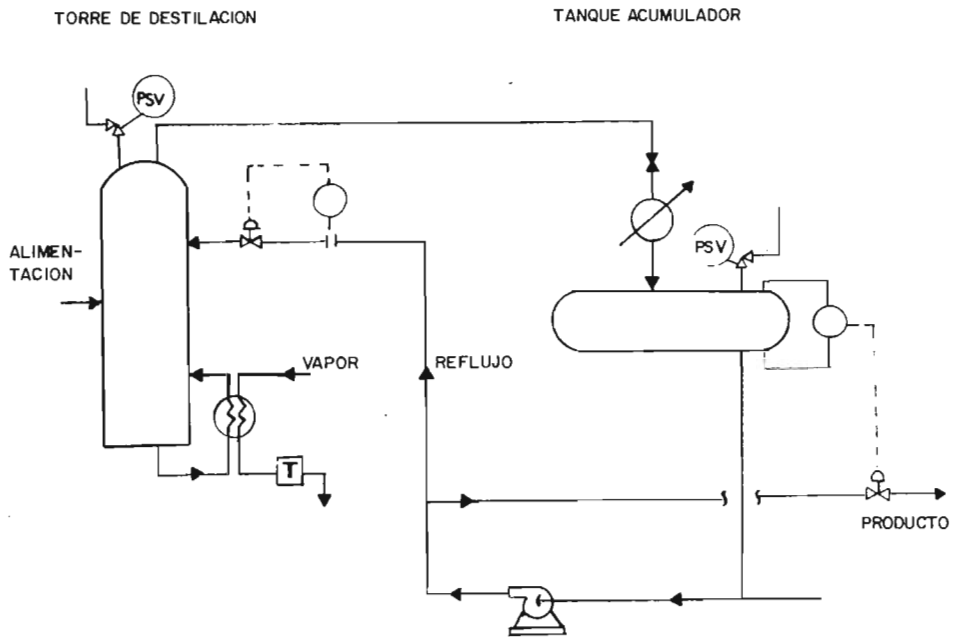 TORRE DE DESTILACION
TANQUE ACUMULADOR
PSV
ALIMEN-
TACION
PSV
VAPOR
REFLUJO
T
PRODUCTO